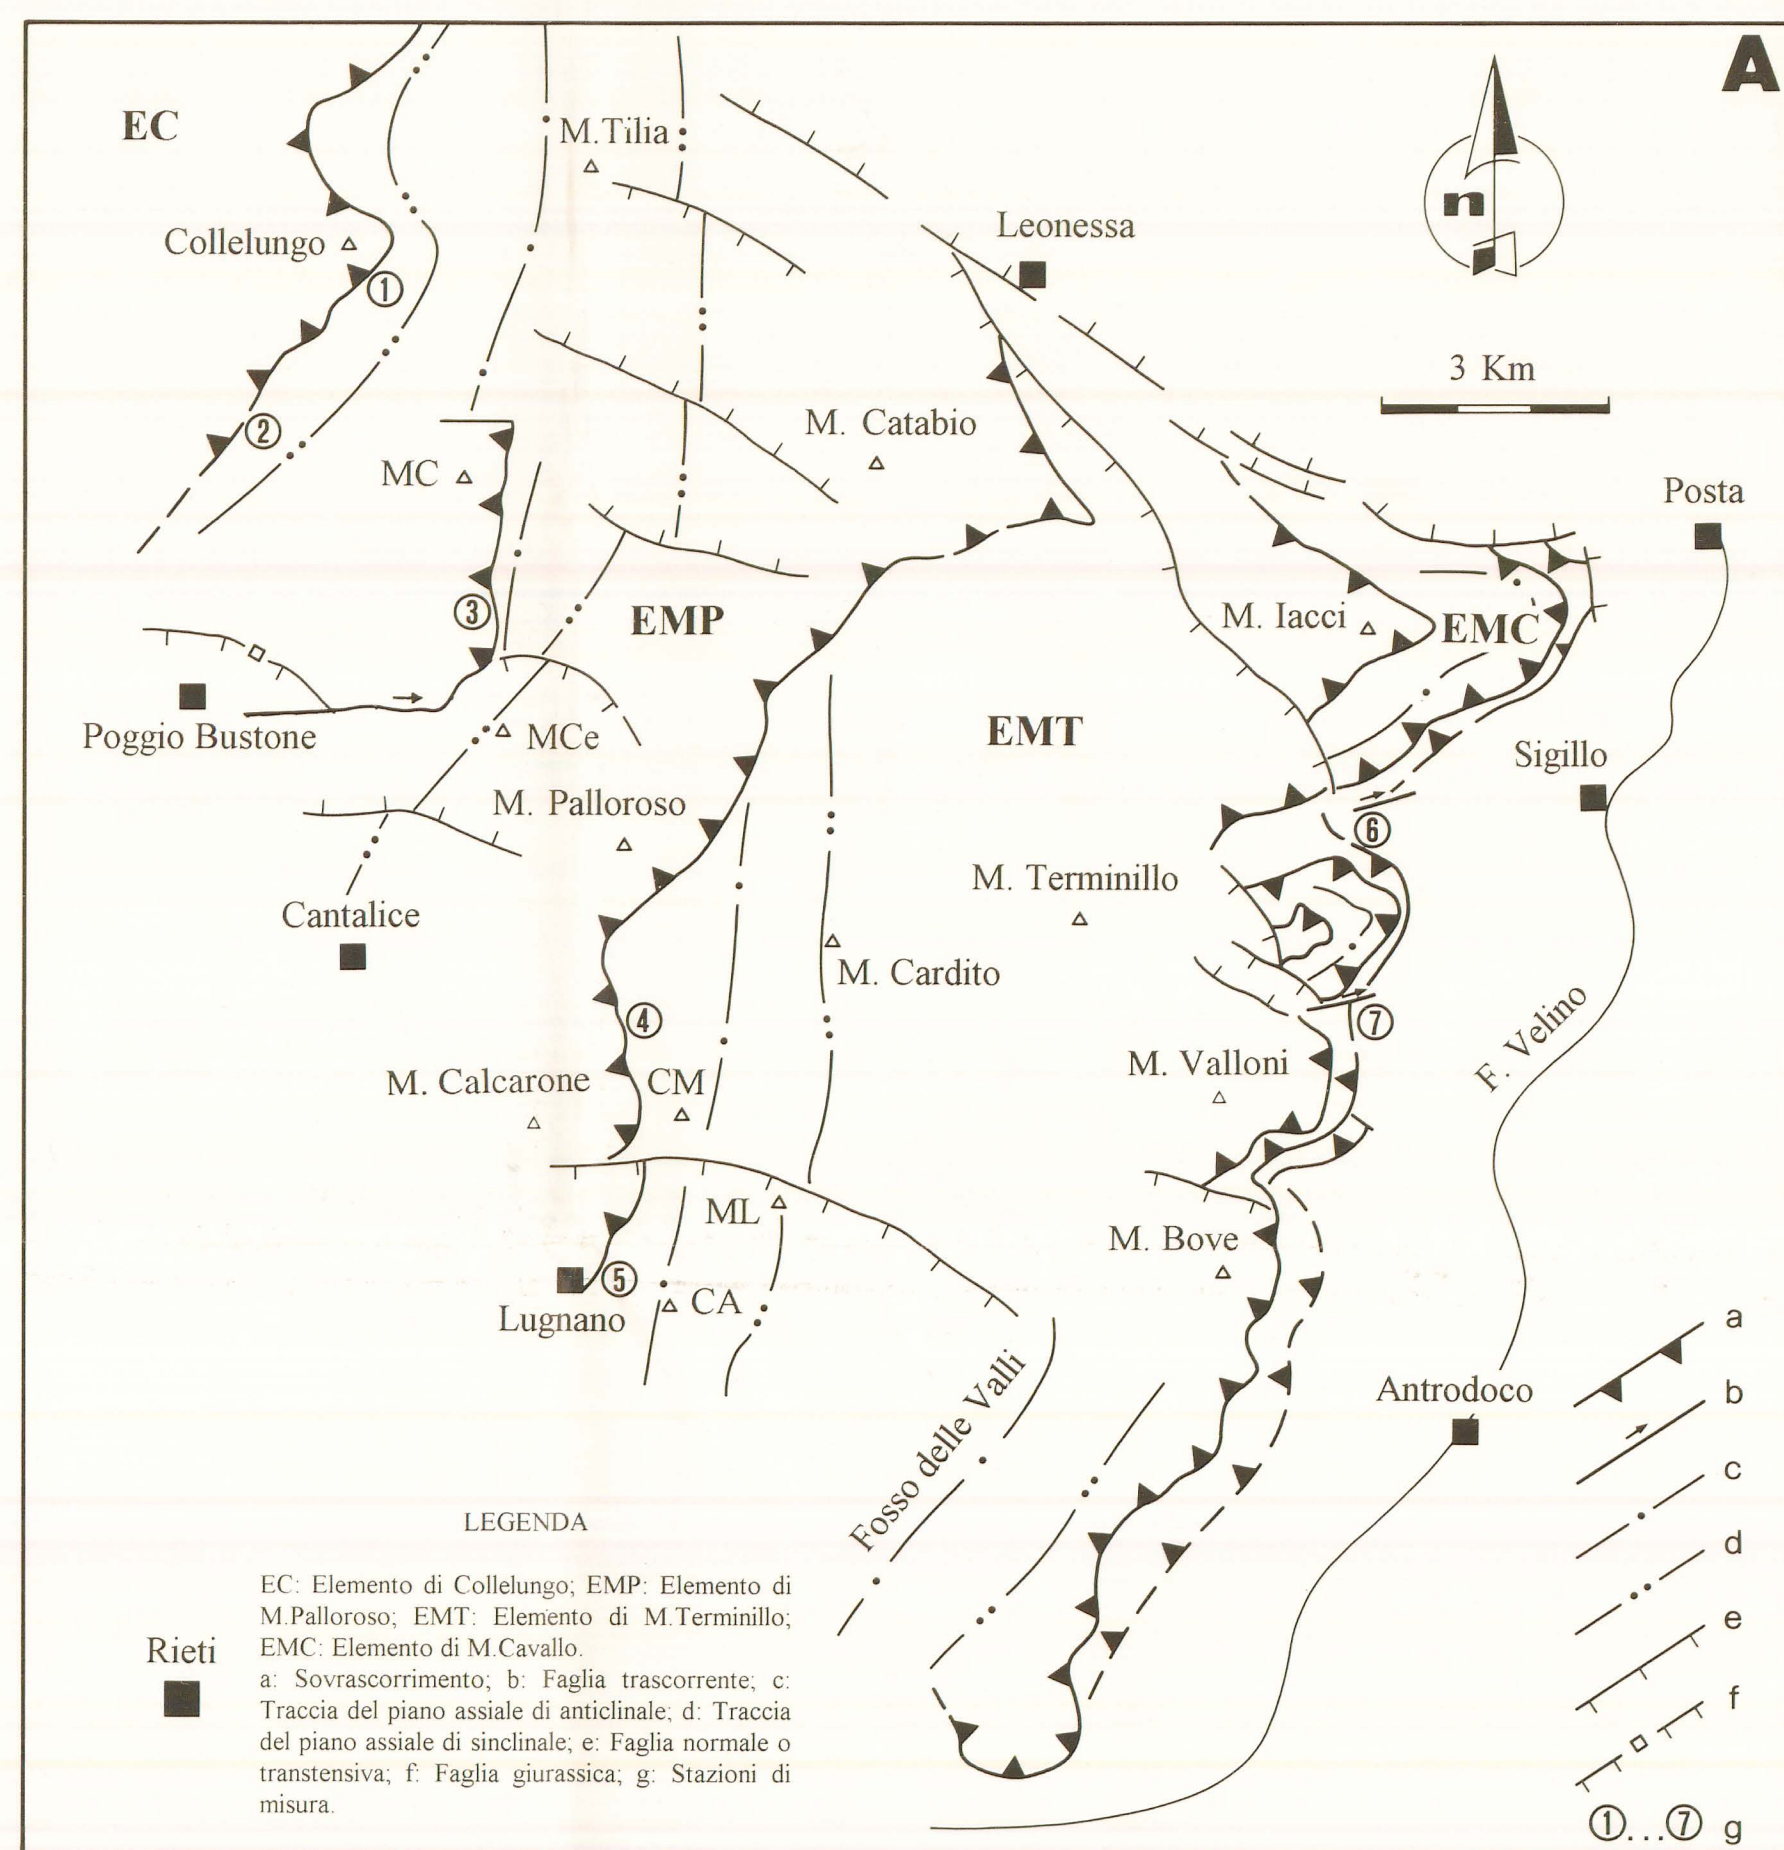 A
EC
M.Tilia
Leonessa
n
Collelungo
1
3 Km
2
M. Catabio
MC
Posta
3
EMP
M. Iacci
EMC
Poggio Bustone
MCe
EMT
Sigillo
M. Palloroso
6
M. Terminillo
Cantalice
M. Cardito
4
7
F. Velino
M. Valloni
M. Calcarone
CM
ML
M. Bove
5
CA
Lugnano
Fosso delle Valli
Antrodoco
a
b
c
d
e
f
1...7 g
LEGENDA
EC: Elemento di Collelungo; EMP: Elemento di
M.Palloroso; EMT: Elemento di M.Terminillo;
EMC: Elemento di M.Cavallo.
a: Sovrascorrimento; b: Faglia trascorrente; c:
Traccia del piano assiale di anticlinale; d: Traccia
del piano assiale di sinclinale; e: Faglia normale o
transtensiva; f: Faglia giurassica; g: Stazioni di
misura.
Rieti